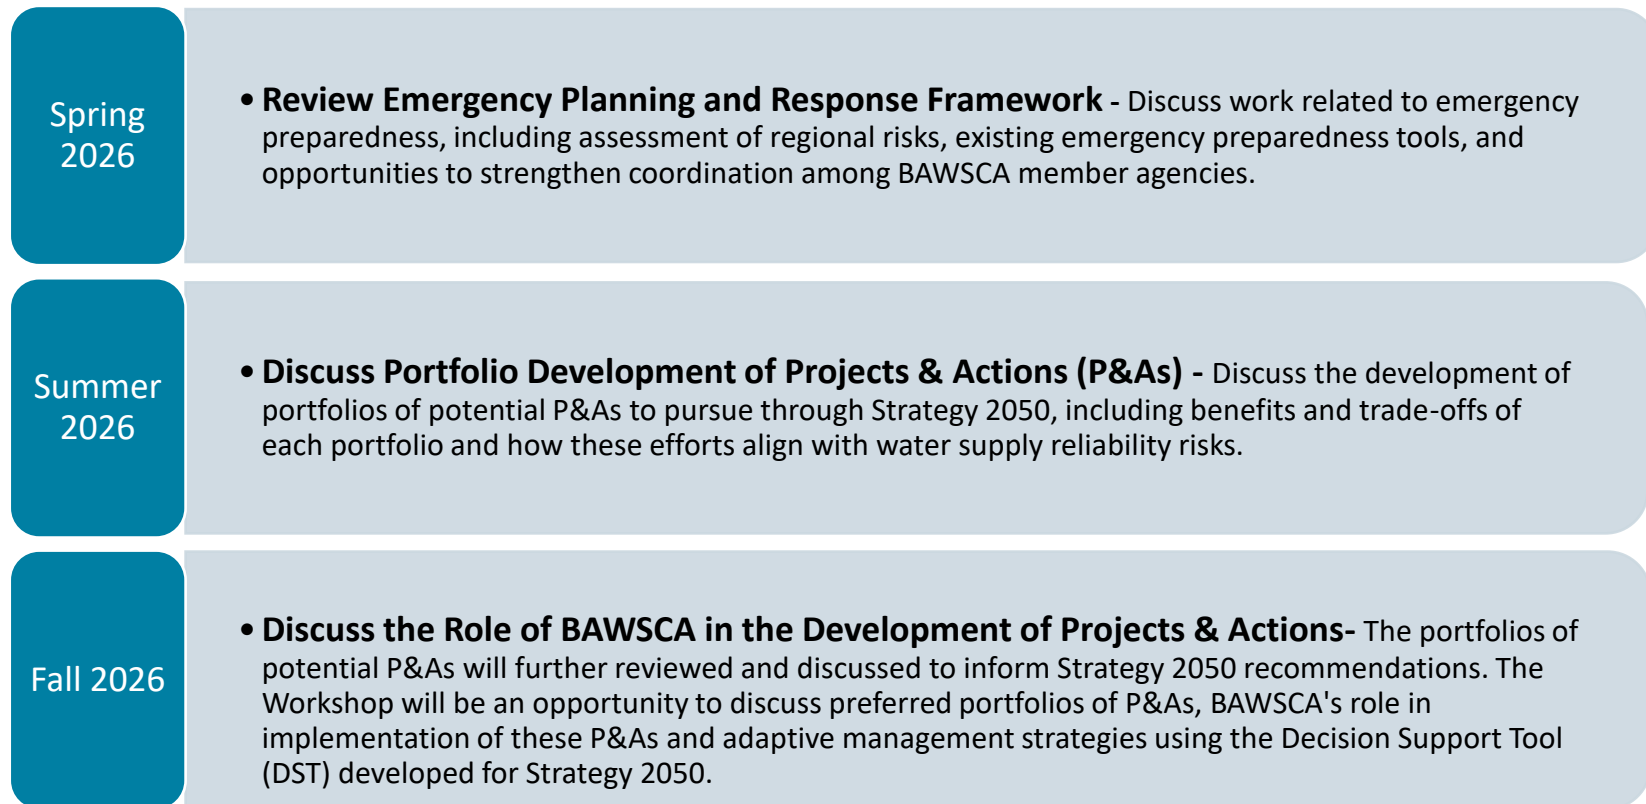 Spring
2026
• Review Emergency Planning and Response Framework - Discuss work related to emergency
preparedness, including assessment of regional risks, existing emergency preparedness tools, and
opportunities to strengthen coordination among BAWSCA member agencies.
Summer
2026
• Discuss Portfolio Development of Projects & Actions (P&As) - Discuss the development of
portfolios of potential P&As to pursue through Strategy 2050, including benefits and trade-offs of
each portfolio and how these efforts align with water supply reliability risks.
Fall 2026
• Discuss the Role of BAWSCA in the Development of Projects & Actions- The portfolios of
potential P&As will further reviewed and discussed to inform Strategy 2050 recommendations. The
Workshop will be an opportunity to discuss preferred portfolios of P&As, BAWSCA's role in
implementation of these P&As and adaptive management strategies using the Decision Support Tool
(DST) developed for Strategy 2050.